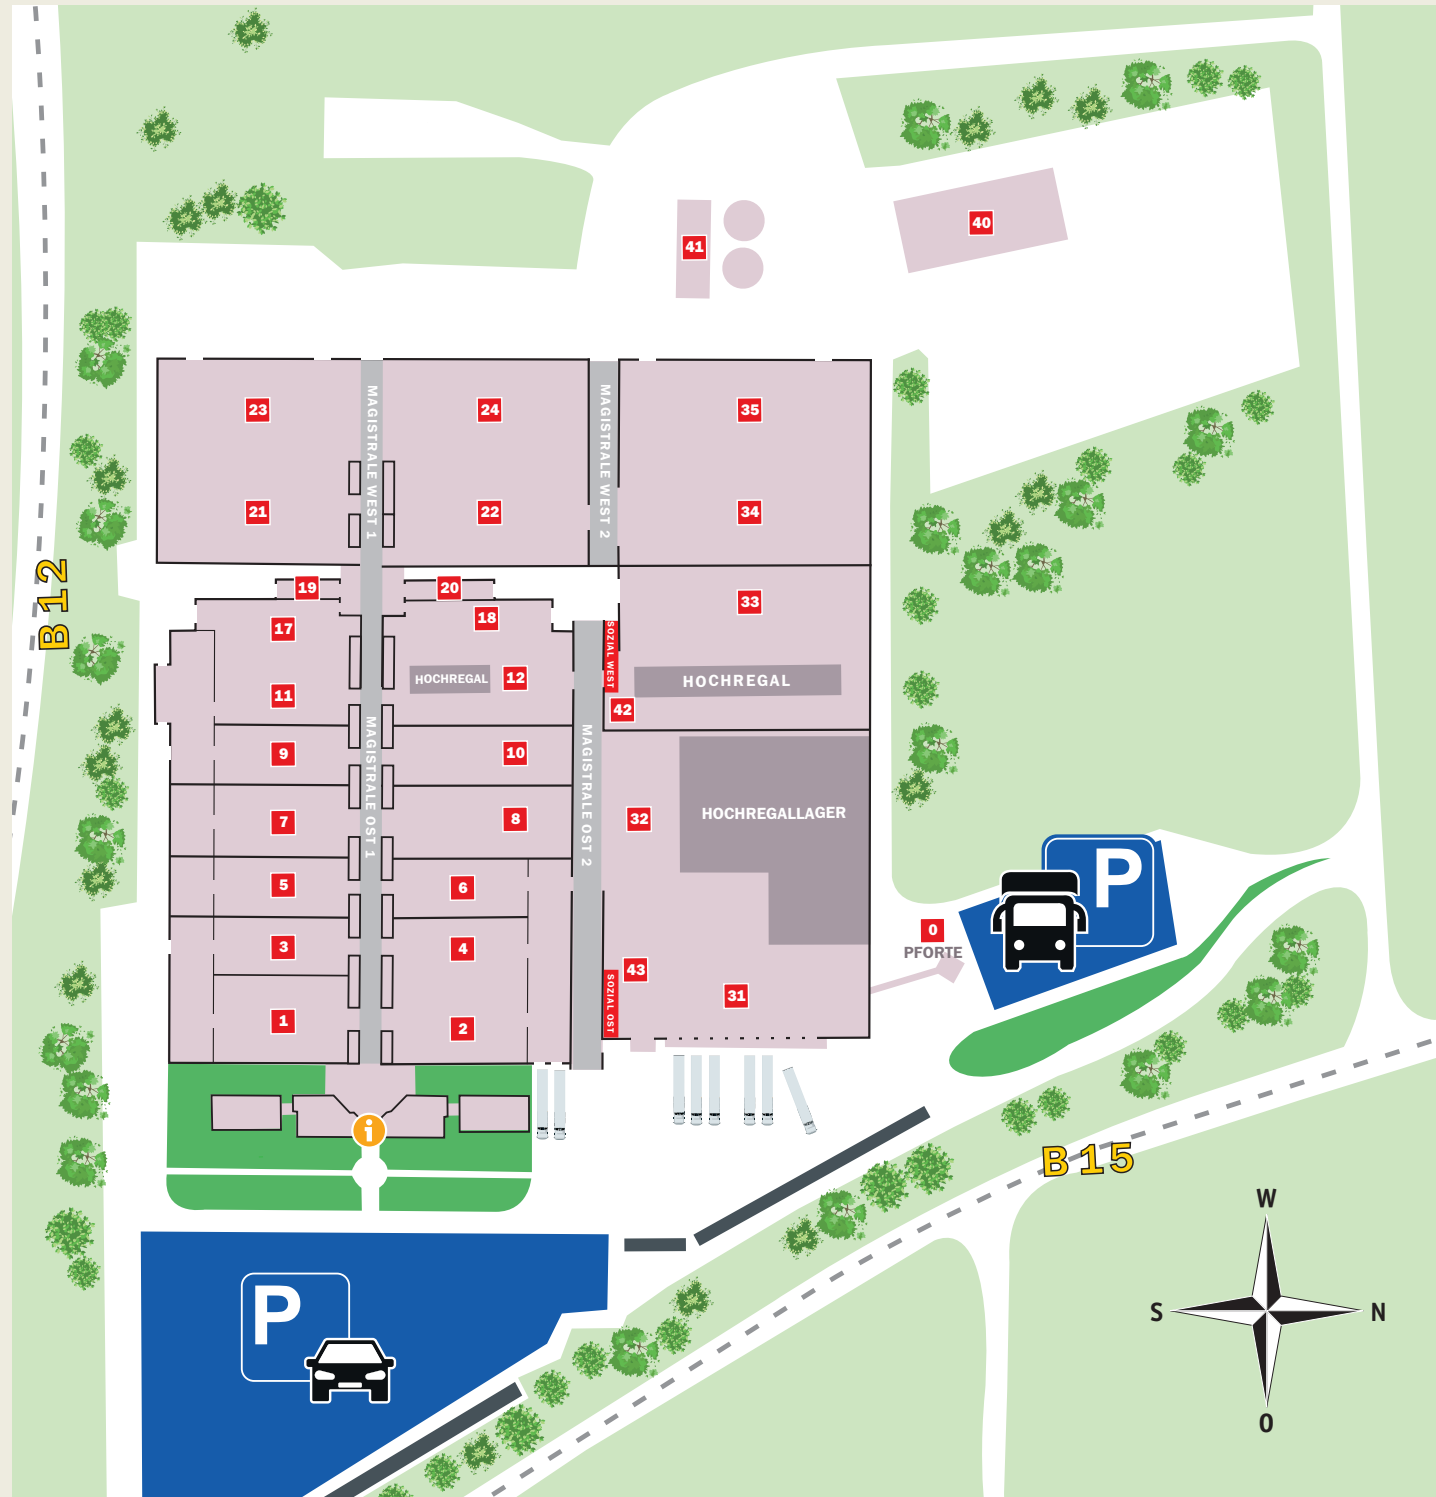 41
40
23
MAGISTRALE WEST 1
24
MAGISTRALE WEST 2
35
21
22
34
B12
19
20
33
17
18
SOZIAL WEST
11
HOCHREGAL
12
HOCHREGAL
42
9
MAGISTRALE OST 1
10
MAGISTRALE OST 2
7
8
32
HOCHREGALLAGER
5
6
P
3
4
0
PFORTE
43
SOZIAL OST
31
1
2
i
B15
P
W
S
N
O